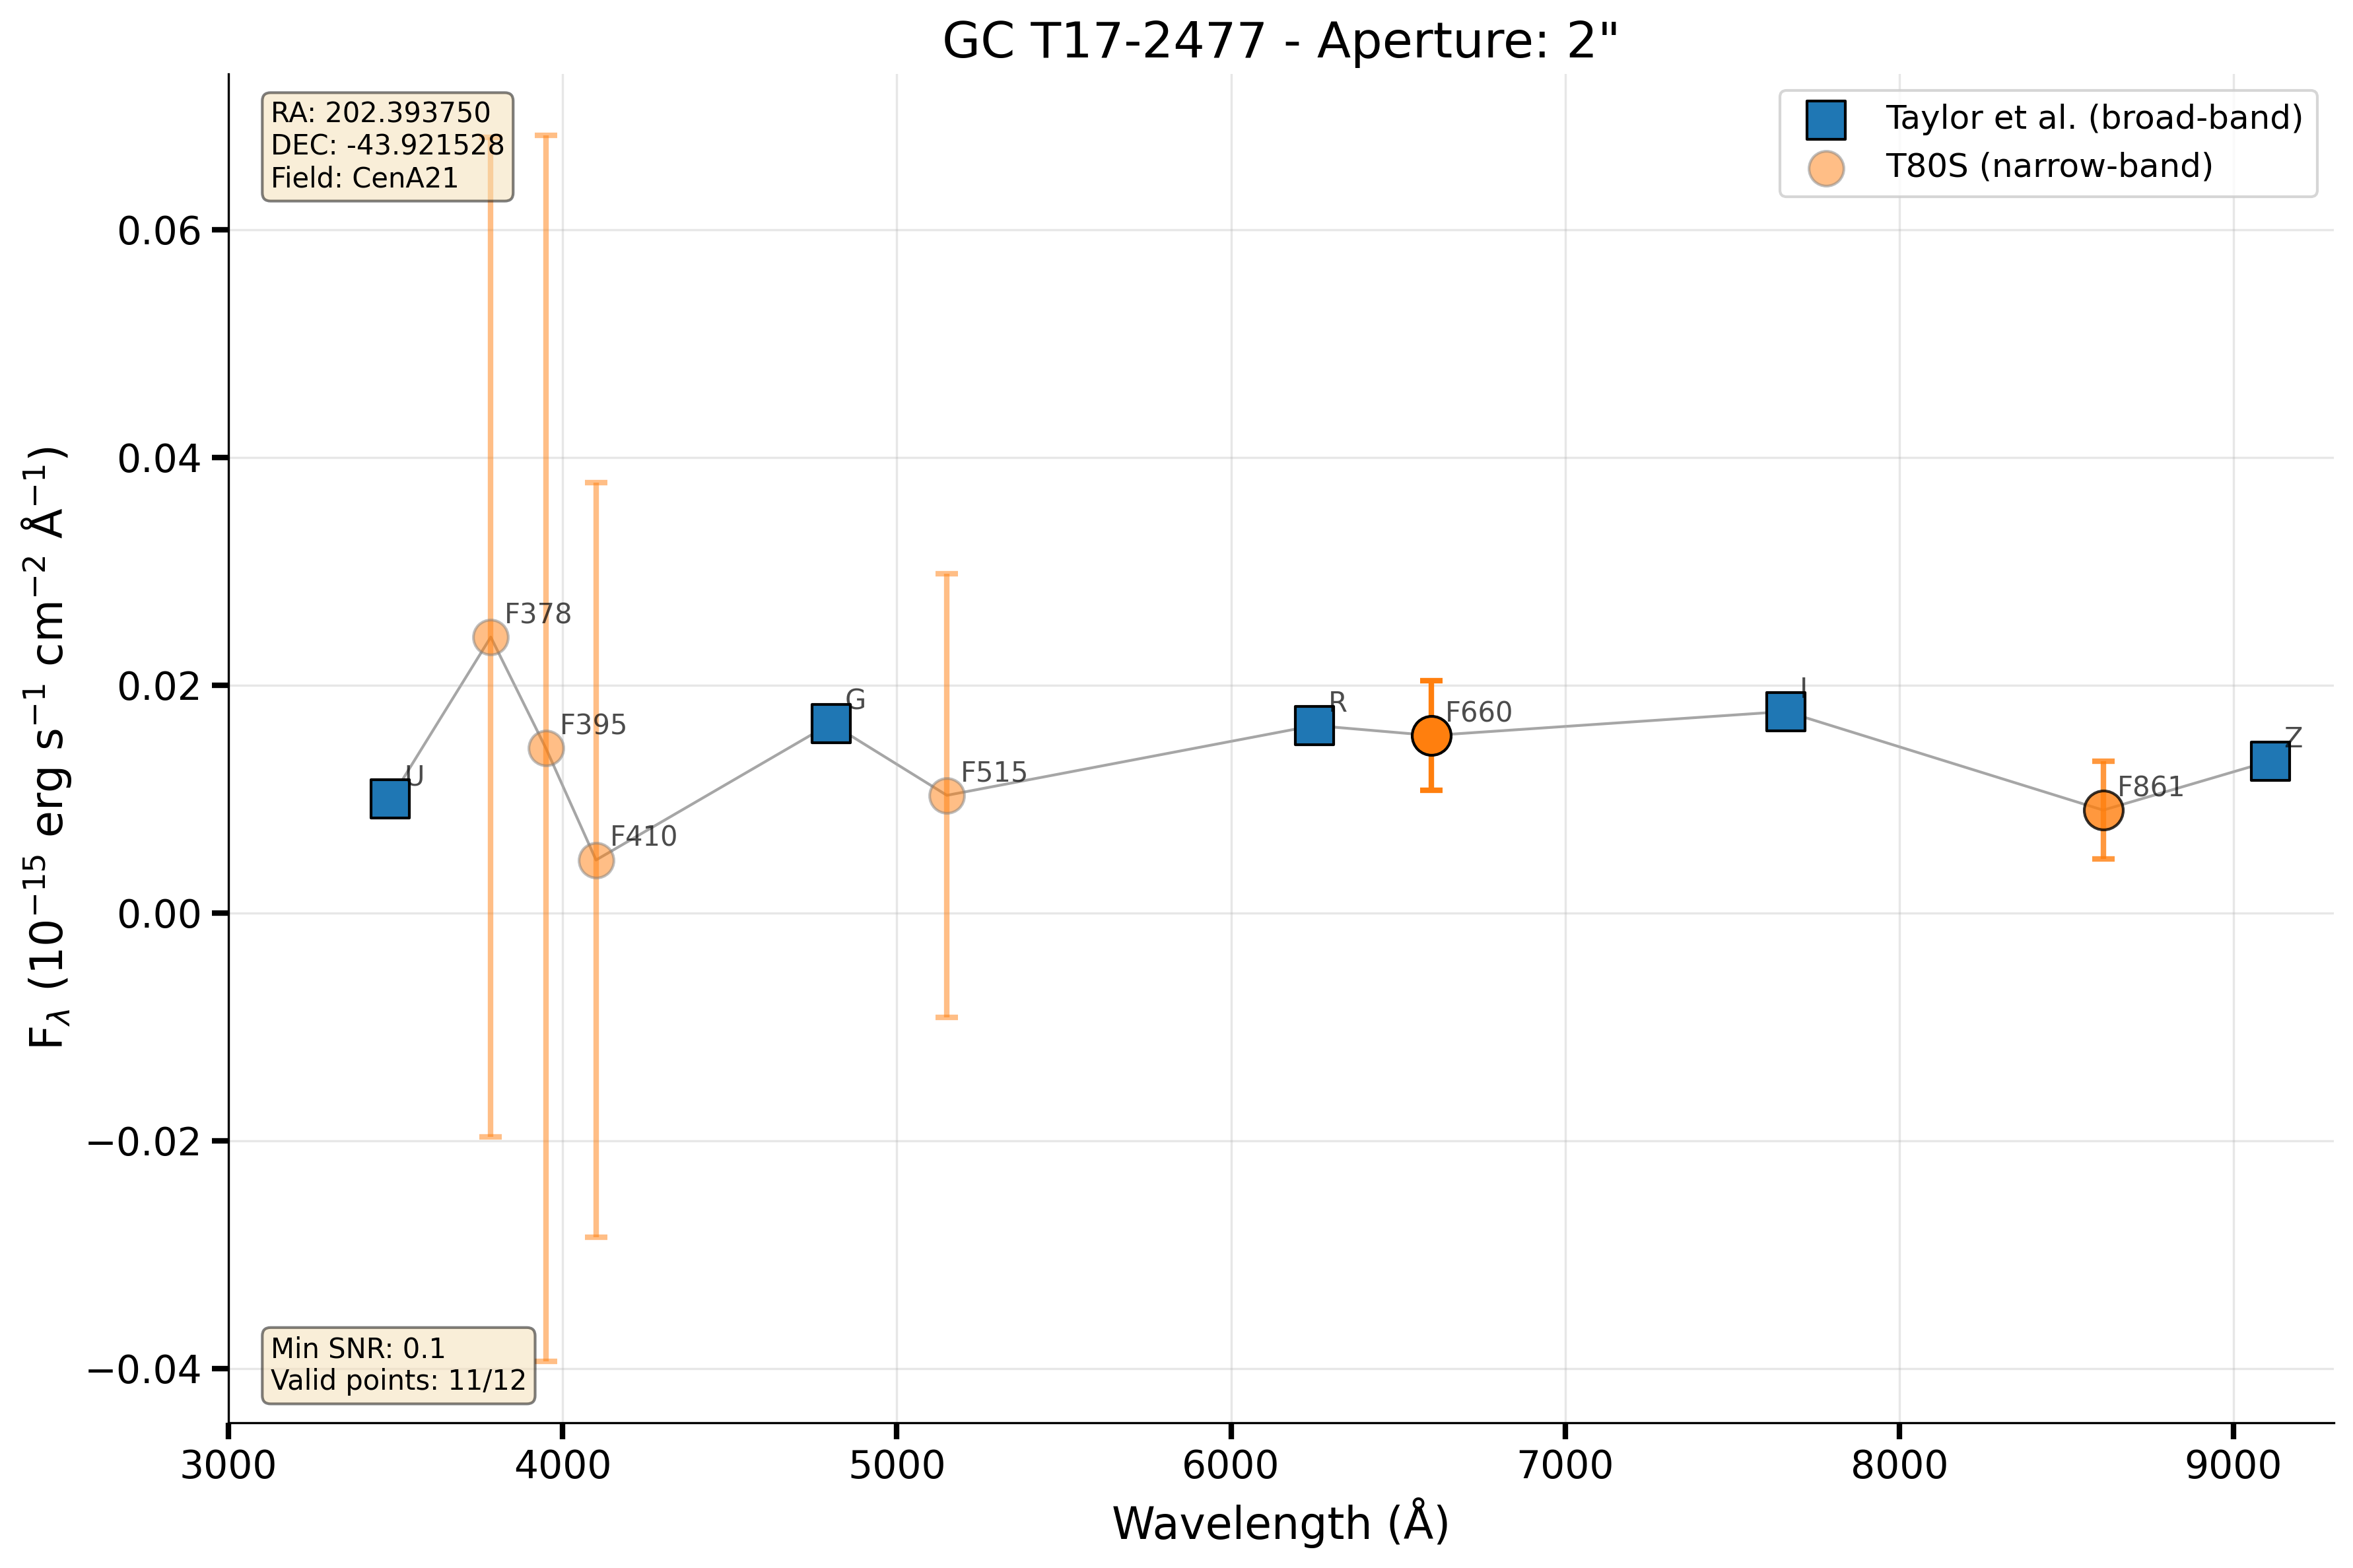 GC T17-2477 - Aperture: 2"
RA: 202.393750
DEC: -43.921528
Field: CenA21
Taylor et al. (broad-band)
T80S (narrow-band)
F$_{\lambda}$ (10$^{-15}$ erg s$^{-1}$ cm$^{-2}$ Å$^{-1}$)
0.06
0.04
0.02
0.00
−0.02
−0.04
U
F378
F395
F410
G
F515
R
F660
I
F861
Z
Min SNR: 0.1
Valid points: 11/12
3000 4000 5000 6000 7000 8000 9000
Wavelength (Å)